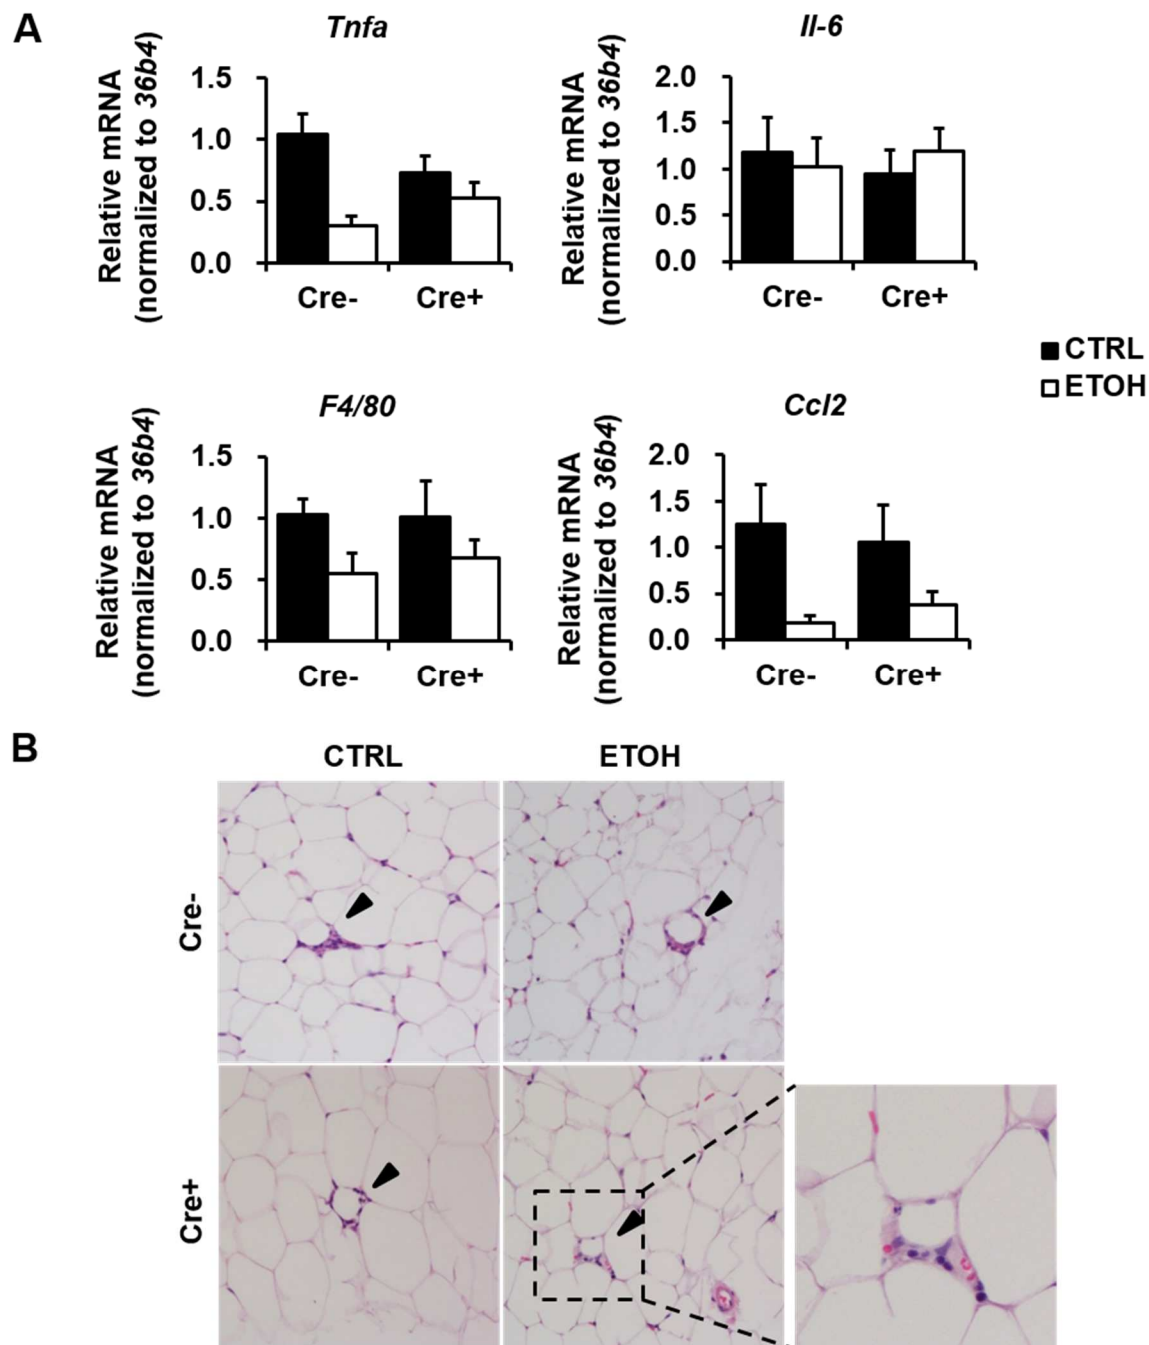 A
Tnfa
Relative mRNA
(normalized to 36b4)
1.5
1.0
0.5
0.0
Cre- Cre+
Il-6
Relative mRNA
(normalized to 36b4)
2.0
1.5
1.0
0.5
0.0
Cre- Cre+
CTRL
ETOH
F4/80
Relative mRNA
(normalized to 36b4)
1.5
1.0
0.5
0.0
Cre- Cre+
Ccl2
Relative mRNA
(normalized to 36b4)
2.0
1.5
1.0
0.5
0.0
Cre- Cre+
B
CTRL ETOH
Cre-
Cre+